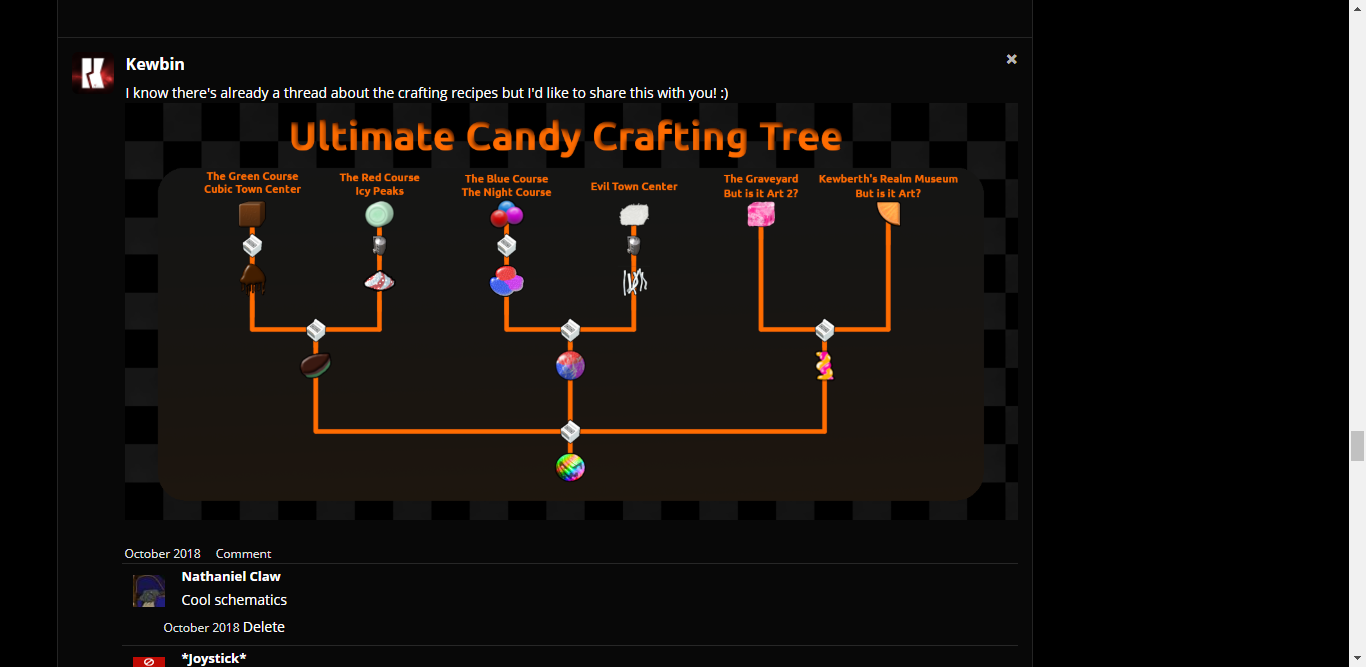 Kewbin
I know there's already a thread about the crafting recipes but I'd like to share this with you! :)
Ultimate Candy Crafting Tree
The Green Course
Cubic Town Center
The Red Course
Icy Peaks
The Blue Course
The Night Course
Evil Town Center
The Graveyard
But is it Art 2?
Kewberth's Realm Museum
But is it Art?
October 2018 Comment
Nathaniel Claw
Cool schematics
October 2018 Delete
*Joystick*